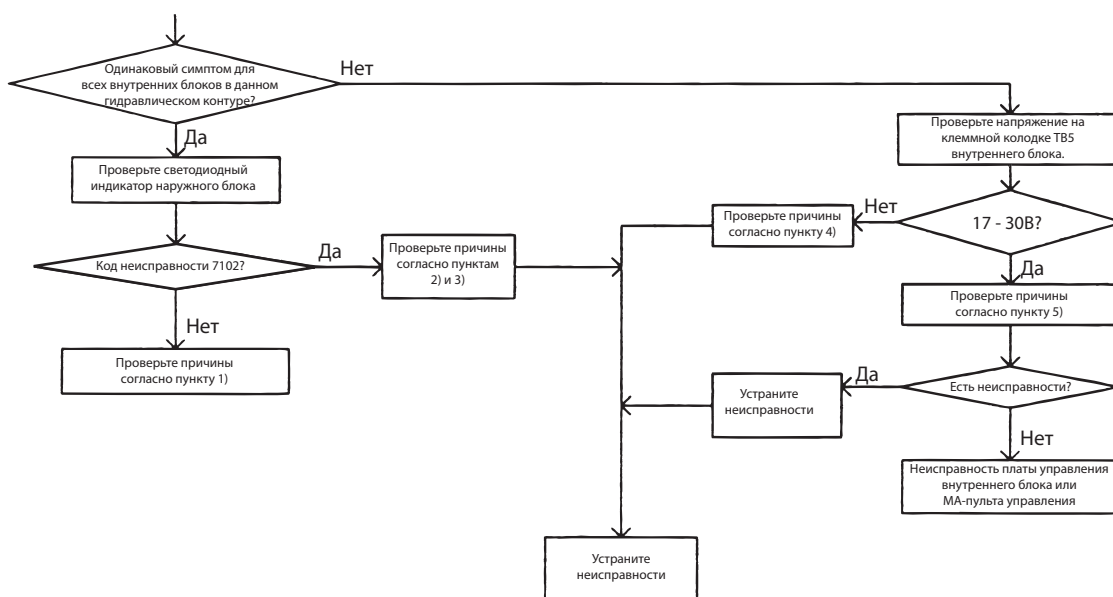 Одинаковый симптом для
всех внутренних блоков в данном
гидравлическом контуре?
Нет
Да
Проверьте светодиодный
индикатор наружного блока
Код неисправности 7102?
Да
Проверьте причины
согласно пунктам
2) и 3)
Нет
Проверьте причины
согласно пункту 1)
Проверьте напряжение на
клеммной колодке TB5
внутреннего блока.
17 - 30В?
Нет
Проверьте причины
согласно пункту 4)
Да
Проверьте причины
согласно пункту 5)
Есть неисправности?
Да
Устраните
неисправности
Нет
Неисправность платы управления
внутреннего блока или
МА-пульта управления
Устраните
неисправности